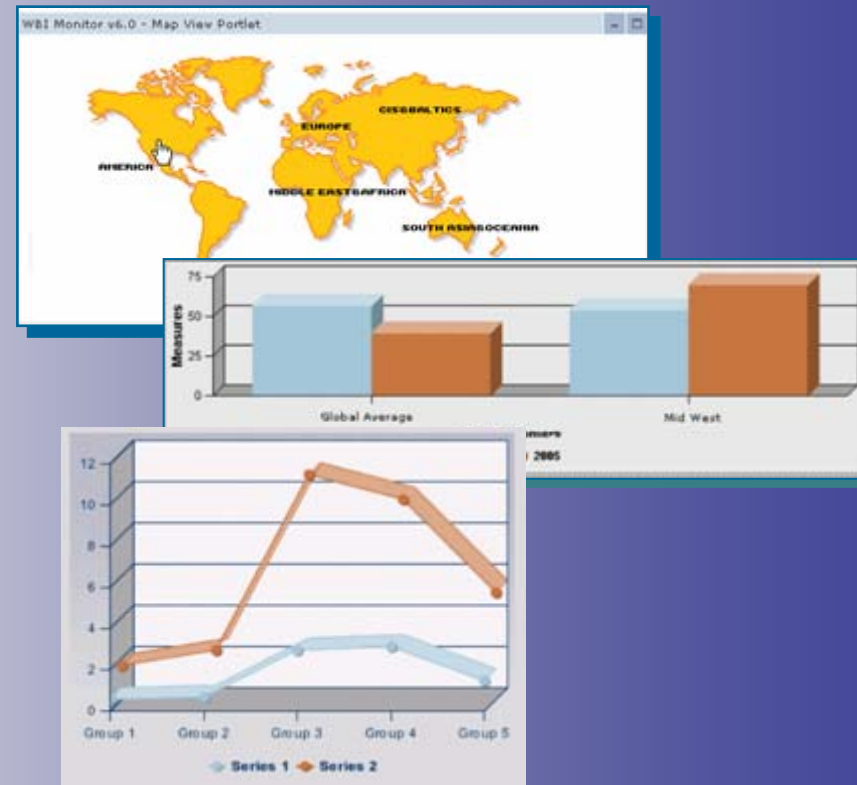 WBI Monitor v6.0 - Map View Portlet
CIS&BALTICS
EUROPE
AMERICA
MIDDLE EAST&AFRICA
SOUTH ASIA&OCEANIA
75
50
25
0
Measures
Global Average
Mid West
2005
12
10
8
6
4
2
0
Group 1
Group 2
Group 3
Group 4
Group 5
Series 1
Series 2